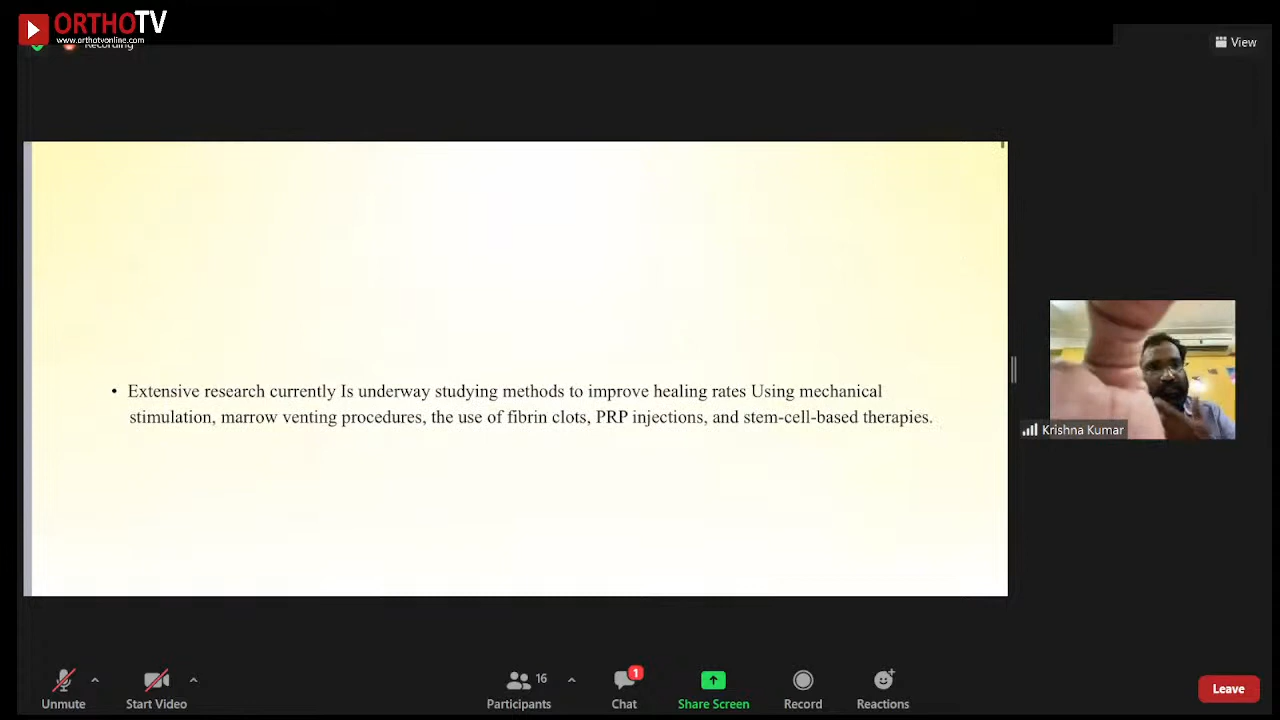 ORTHOTV
www.orthotvonline.com
Recording
View
• Extensive research currently Is underway studying methods to improve healing rates Using mechanical
stimulation, marrow venting procedures, the use of fibrin clots, PRP injections, and stem-cell-based therapies.
Krishna Kumar
Unmute
Start Video
16
Participants
1
Chat
Share Screen
Record
Reactions
Leave